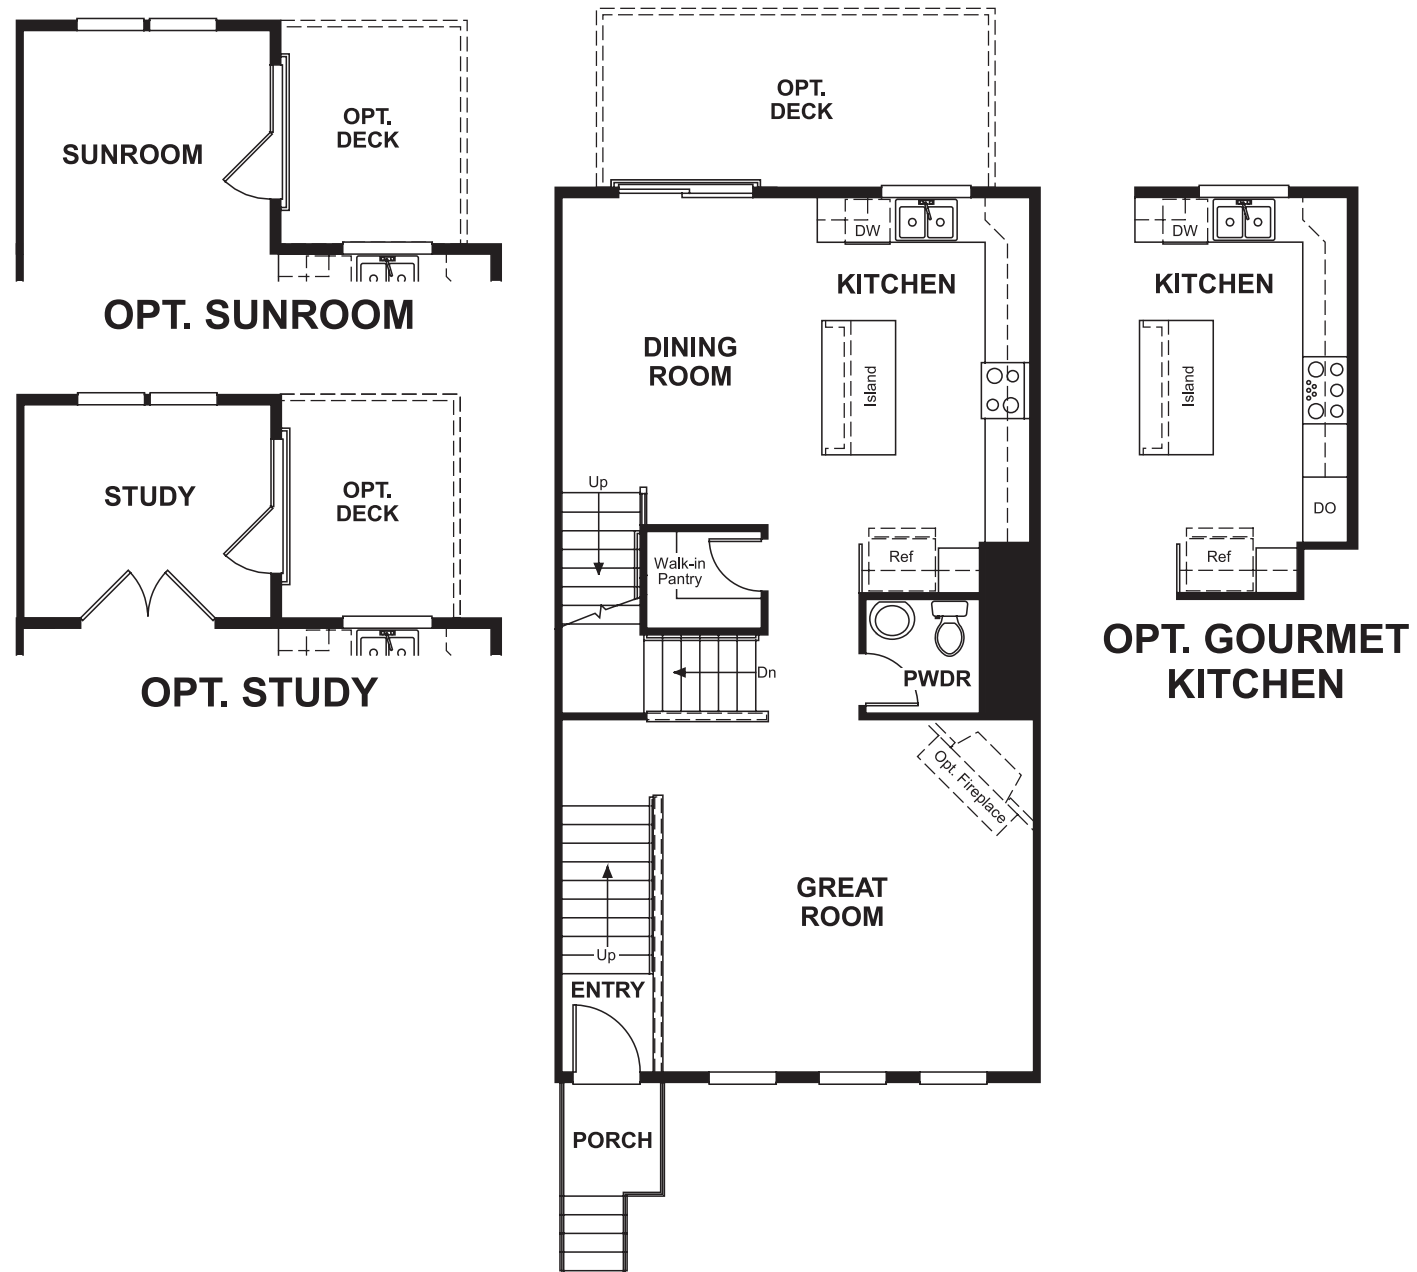 SUNROOM
OPT.
DECK
OPT. SUNROOM
STUDY
OPT.
DECK
OPT. STUDY
OPT.
DECK
DW
KITCHEN
DINING
ROOM
Island
Up
Walk-in
Pantry
Ref
Dn
PWDR
Opt. Fireplace
GREAT
ROOM
Up
ENTRY
PORCH
DW
KITCHEN
Island
DO
Ref
OPT. GOURMET
KITCHEN